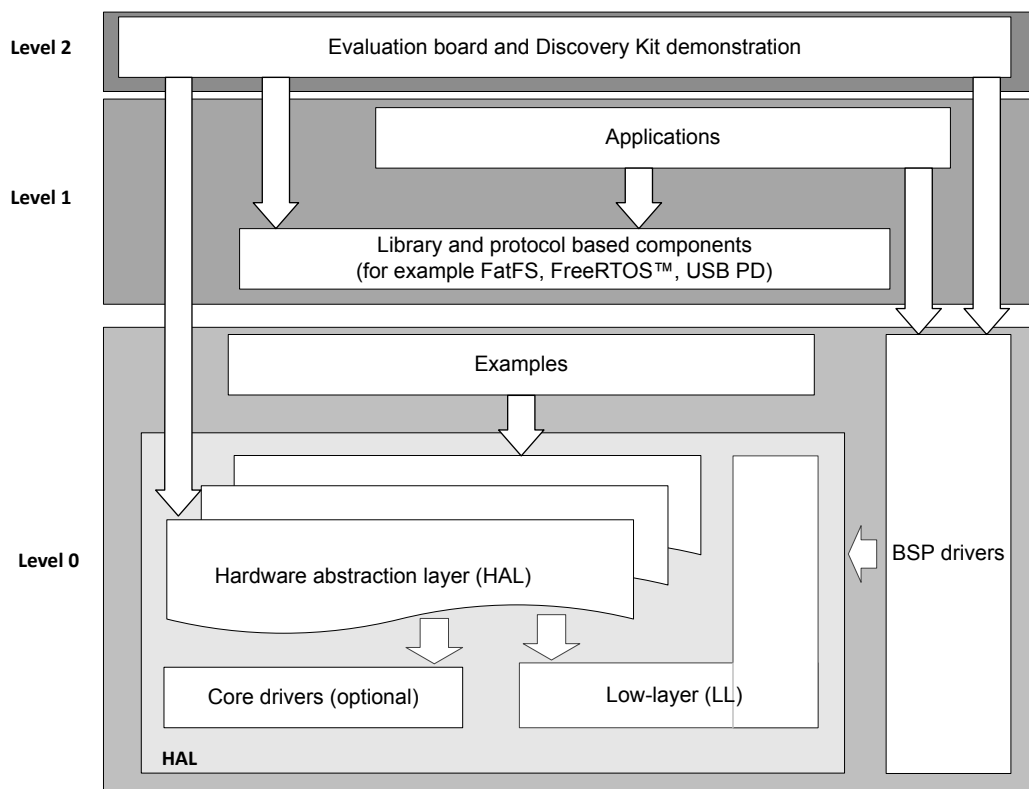 Level 2
Evaluation board and Discovery Kit demonstration
Applications
Level 1
Library and protocol based components
(for example FatFS, FreeRTOS™, USB PD)
Examples
Level 0
Hardware abstraction layer (HAL)
BSP drivers
Core drivers (optional)
Low-layer (LL)
HAL